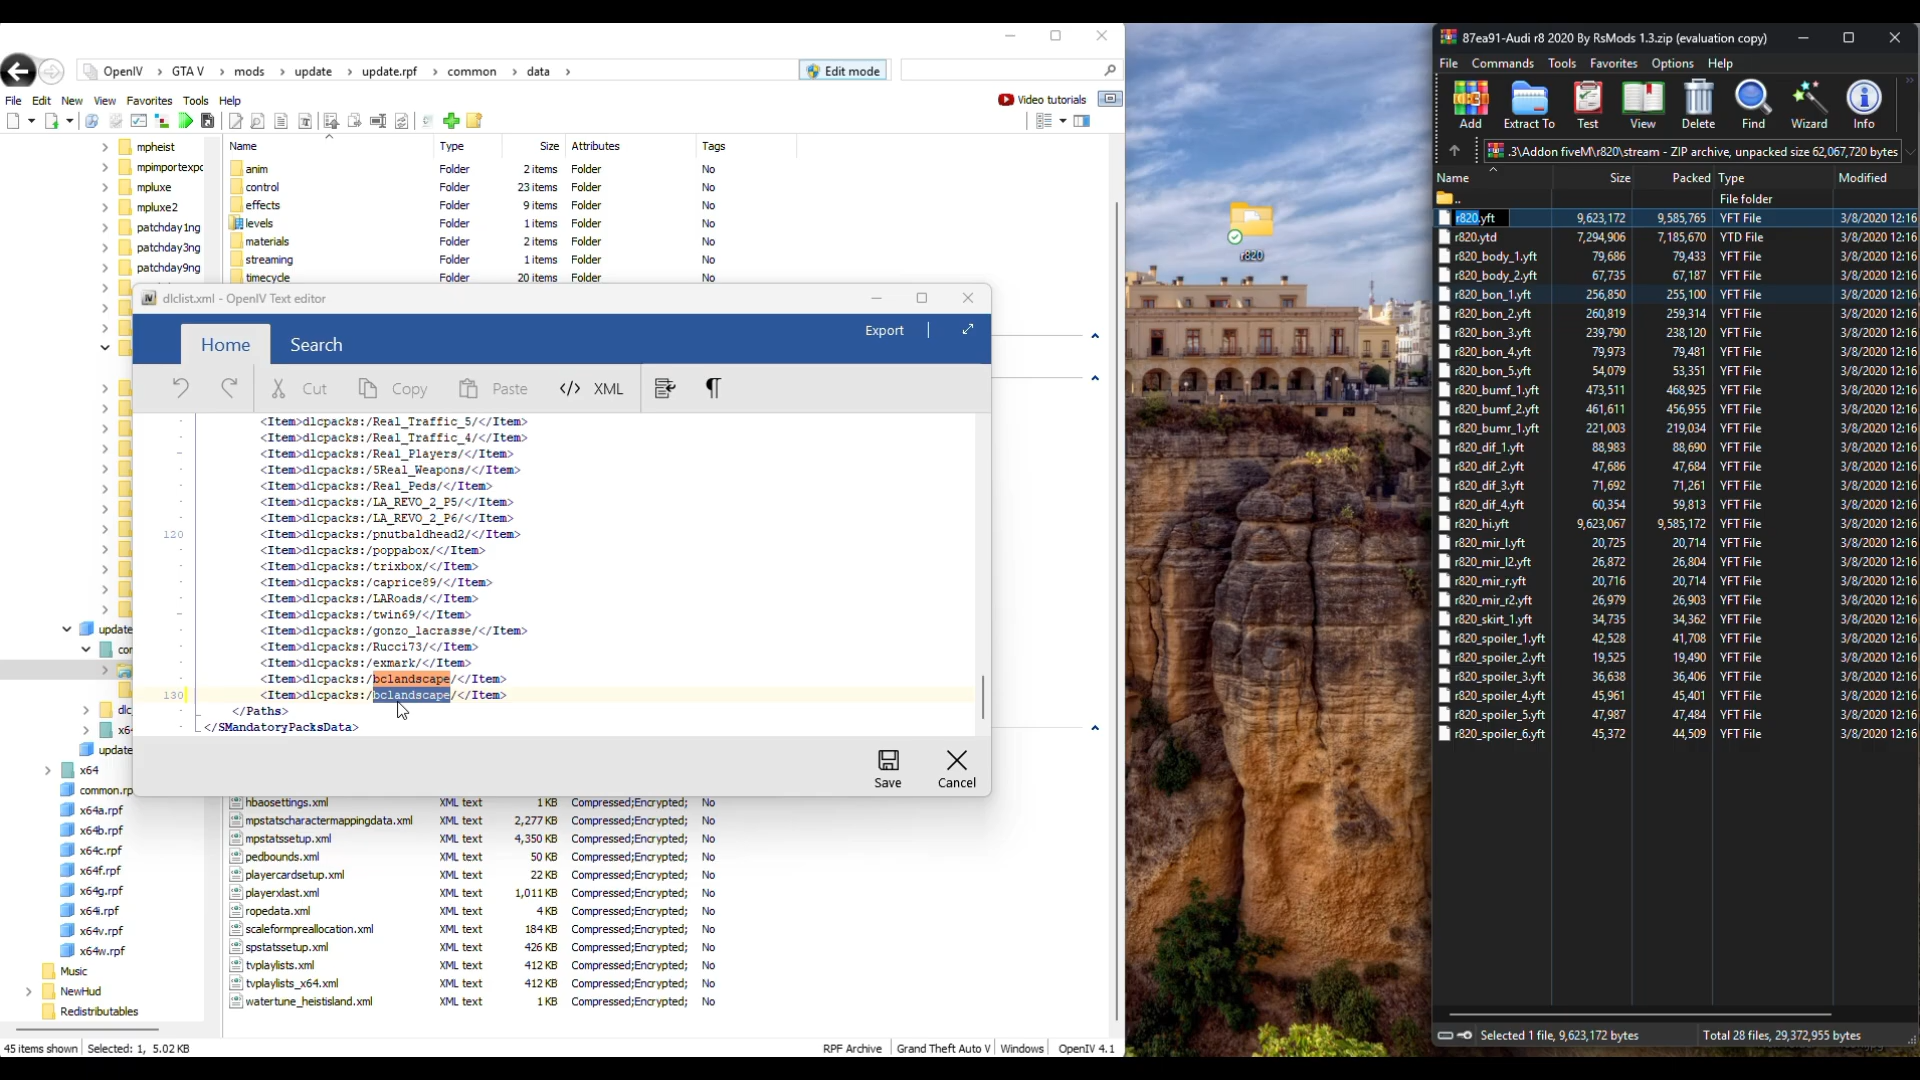 OpenIV › GTA V › mods › update › update.rpf › common › data ›
Edit mode
File Edit New View Favorites Tools Help
Video tutorials
Name Type Size Attributes Tags
mpheist
mpimportexpc
mpluxe
mpluxe2
patchday1ng
patchday3ng
patchday9ng
anim Folder 2 items Folder No
control Folder 23 items Folder No
effects Folder 9 items Folder No
levels Folder 1 items Folder No
materials Folder 2 items Folder No
streaming Folder 1 items Folder No
timecycle Folder 20 items Folder No
dlclist.xml - OpenIV Text editor
Export
Home Search
Cut Copy Paste </> XML
<Item>dlcpacks:/Real_Traffic_5/</Item>
<Item>dlcpacks:/Real_Traffic_4/</Item>
<Item>dlcpacks:/Real_Players/</Item>
<Item>dlcpacks:/5Real_Weapons/</Item>
<Item>dlcpacks:/Real_Peds/</Item>
<Item>dlcpacks:/LA_REVO_2_P5/</Item>
<Item>dlcpacks:/LA_REVO_2_P6/</Item>
120 <Item>dlcpacks:/pnutbaldhead2/</Item>
<Item>dlcpacks:/poppabox/</Item>
<Item>dlcpacks:/trixbox/</Item>
<Item>dlcpacks:/caprice89/</Item>
<Item>dlcpacks:/LARoads/</Item>
<Item>dlcpacks:/twin69/</Item>
<Item>dlcpacks:/gonzo_lacrasse/</Item>
<Item>dlcpacks:/Rucci73/</Item>
<Item>dlcpacks:/exmark/</Item>
<Item>dlcpacks:/bclandscape/</Item>
130 <Item>dlcpacks:/bclandscape/</Item>
</Paths>
</SMandatoryPacksData>
Save Cancel
update
con
dlc
x64
update
x64
common.rp
x64a.rpf
x64b.rpf
x64c.rpf
x64f.rpf
x64g.rpf
x64i.rpf
x64v.rpf
x64w.rpf
Music
NewHud
Redistributables
hbaosettings.xml XML text 1 KB Compressed;Encrypted; No
mpstatscharactermappingdata.xml XML text 2,277 KB Compressed;Encrypted; No
mpstatssetup.xml XML text 4,350 KB Compressed;Encrypted; No
pedbounds.xml XML text 50 KB Compressed;Encrypted; No
playercardsetup.xml XML text 22 KB Compressed;Encrypted; No
playerxlast.xml XML text 1,011 KB Compressed;Encrypted; No
ropedata.xml XML text 4 KB Compressed;Encrypted; No
scaleformpreallocation.xml XML text 184 KB Compressed;Encrypted; No
spstatssetup.xml XML text 426 KB Compressed;Encrypted; No
tvplaylists.xml XML text 412 KB Compressed;Encrypted; No
tvplaylists_x64.xml XML text 412 KB Compressed;Encrypted; No
watertune_heistisland.xml XML text 1 KB Compressed;Encrypted; No
45 items shown Selected: 1, 5.02 KB RPF Archive Grand Theft Auto V Windows OpenIV 4.1
r820
87ea91-Audi r8 2020 By RsMods 1.3.zip (evaluation copy)
File Commands Tools Favorites Options Help
Add Extract To Test View Delete Find Wizard Info
.3\Addon fiveM\r820\stream - ZIP archive, unpacked size 62,067,720 bytes
Name Size Packed Type Modified
.. File folder
r820.yft 9,623,172 9,585,765 YFT File 3/8/2020 12:16
r820.ytd 7,294,906 7,185,670 YTD File 3/8/2020 12:16
r820_body_1.yft 79,686 79,433 YFT File 3/8/2020 12:16
r820_body_2.yft 67,735 67,187 YFT File 3/8/2020 12:16
r820_bon_1.yft 256,850 255,100 YFT File 3/8/2020 12:16
r820_bon_2.yft 260,819 259,314 YFT File 3/8/2020 12:16
r820_bon_3.yft 239,790 238,120 YFT File 3/8/2020 12:16
r820_bon_4.yft 79,973 79,481 YFT File 3/8/2020 12:16
r820_bon_5.yft 54,079 53,351 YFT File 3/8/2020 12:16
r820_bumf_1.yft 473,511 468,925 YFT File 3/8/2020 12:16
r820_bumf_2.yft 461,611 456,955 YFT File 3/8/2020 12:16
r820_bumr_1.yft 221,003 219,034 YFT File 3/8/2020 12:16
r820_dif_1.yft 88,983 88,690 YFT File 3/8/2020 12:16
r820_dif_2.yft 47,686 47,684 YFT File 3/8/2020 12:16
r820_dif_3.yft 71,692 71,261 YFT File 3/8/2020 12:16
r820_dif_4.yft 60,354 59,813 YFT File 3/8/2020 12:16
r820_hi.yft 9,623,067 9,585,172 YFT File 3/8/2020 12:16
r820_mir_l.yft 20,725 20,714 YFT File 3/8/2020 12:16
r820_mir_l2.yft 26,872 26,804 YFT File 3/8/2020 12:16
r820_mir_r.yft 20,716 20,714 YFT File 3/8/2020 12:16
r820_mir_r2.yft 26,979 26,903 YFT File 3/8/2020 12:16
r820_skirt_1.yft 34,735 34,362 YFT File 3/8/2020 12:16
r820_spoiler_1.yft 42,528 41,708 YFT File 3/8/2020 12:16
r820_spoiler_2.yft 19,525 19,490 YFT File 3/8/2020 12:16
r820_spoiler_3.yft 36,638 36,406 YFT File 3/8/2020 12:16
r820_spoiler_4.yft 45,961 45,401 YFT File 3/8/2020 12:16
r820_spoiler_5.yft 47,987 47,484 YFT File 3/8/2020 12:16
r820_spoiler_6.yft 45,372 44,509 YFT File 3/8/2020 12:16
Selected 1 file, 9,623,172 bytes Total 28 files, 29,372,955 bytes